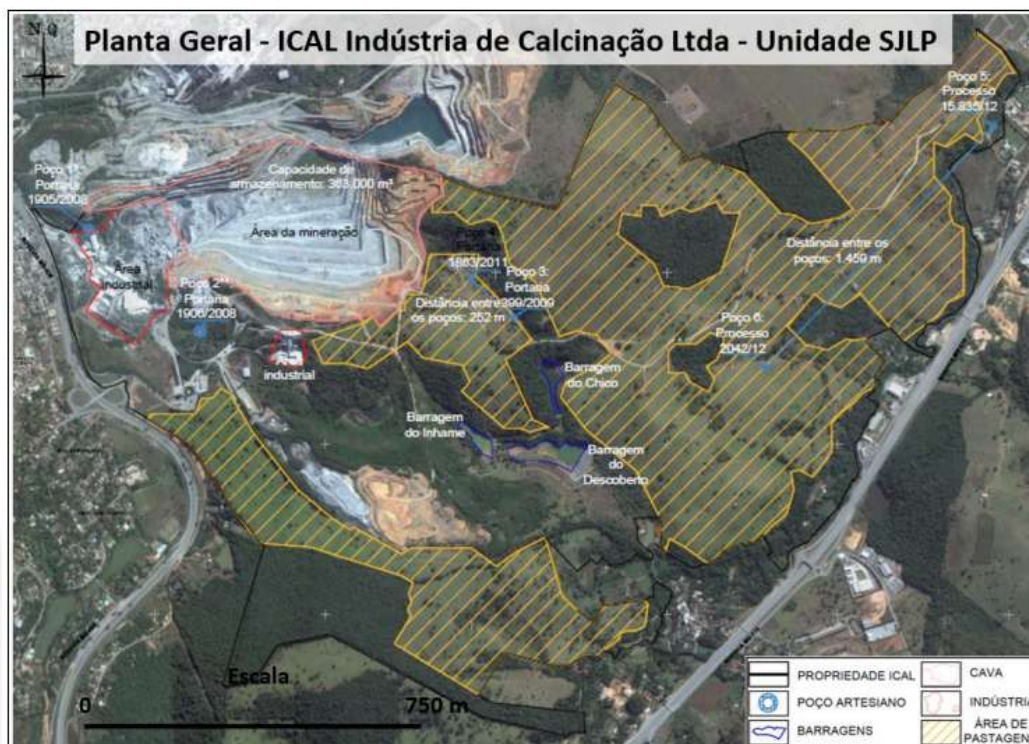 N Q
Planta Geral - ICAL Indústria de Calcinação Ltda - Unidade SJLP
Poço 5:
Processo
15.835/12
Poço 1*:
Portaria
1905/2008
Capacidade de
armazenamento: 363.000 m³
Área da mineração
Área
industrial
Poço 2**
Portaria
1906/2008
Poço 4
Portaria
1863/2011
Poço 3:
Portaria
399/2009
Distância entre
os poços: 252 m
Distância entre os
poços: 1.459 m
Poço 6:
Processo
2042/12
industrial
Barragem
do Chico
Barragem
do Inhame
Barragem
do
Descoberto
Escala
0
750 m
PROPRIEDADE ICAL
POÇO ARTESIANO
BARRAGENS
CAVA
INDÚSTRIA
ÁREA DE
PASTAGEN